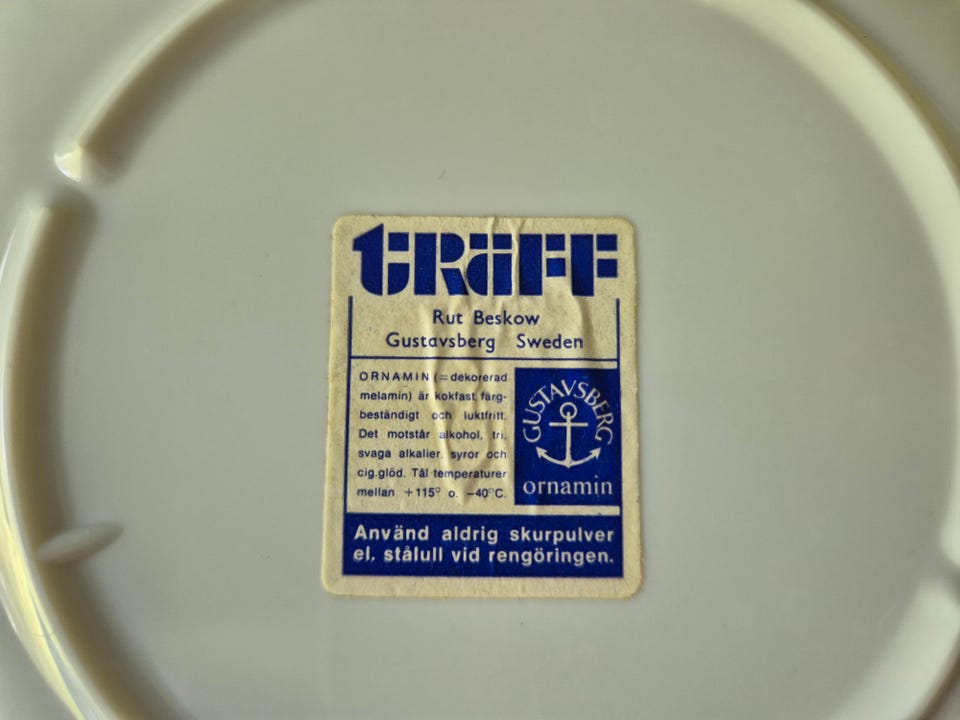 träff
Rut Beskow
Gustavsberg Sweden
ORNAMIN (= dekorerad
melamin) är kokfast, färg-
beständigt och luktfritt.
Det motstår alkohol, tri,
svaga alkalier, syror och
cig.glöd. Tål temperaturer
mellan +115° o. −40°C.
GUSTAVSBERG
ornamin
Använd aldrig skurpulver
el. stålull vid rengöringen.